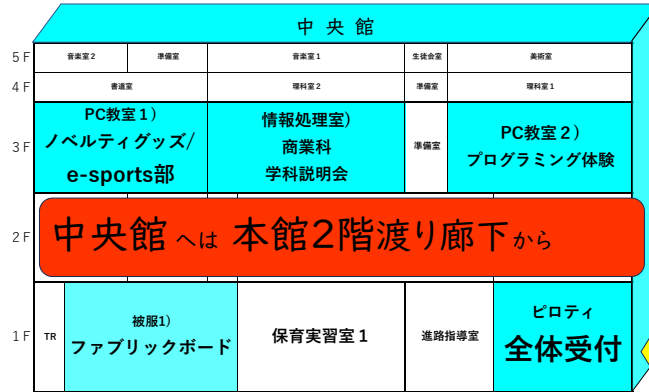 中央館
5F 音楽室2 準備室 音楽室1 生徒会室 美術室
4F 書道室 理科室2 準備室 理科室1
3F
PC教室1)
ノベルティグッズ/
e-sports部
情報処理室)
商業科
学科説明会
準備室
PC教室2)
プログラミング体験
2F
中央館へは本館2階渡り廊下から
1F
TR
被服1)
ファブリックボード
保育実習室1
進路指導室
ピロティ
全体受付